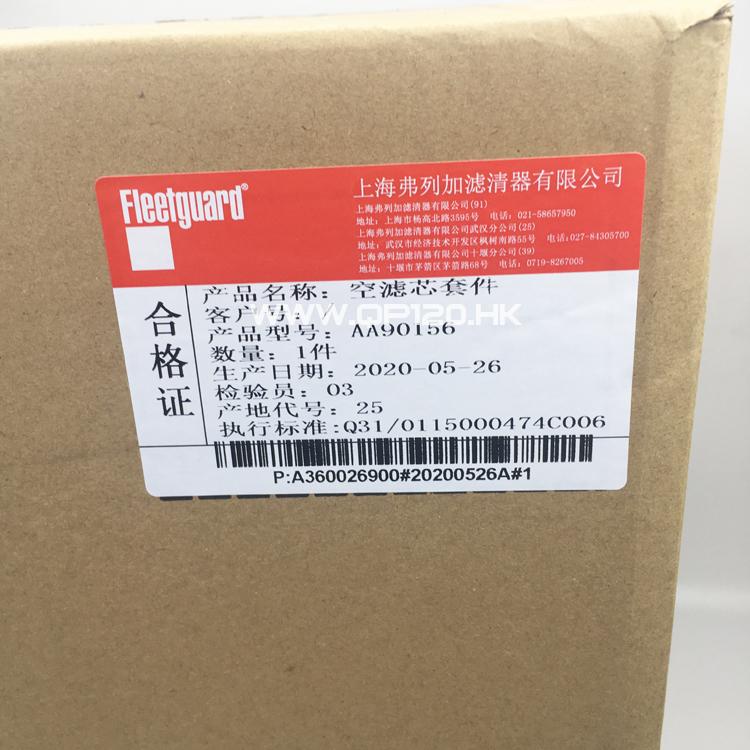 Fleetguard®
上海弗列加滤清器有限公司
上海弗列加滤清器有限公司(91)
地址：上海市杨高北路3595号 电话：021-58657950
上海弗列加滤清器有限公司武汉分公司(25)
地址：武汉市经济技术开发区枫树南路55号 电话:027-84305700
上海弗列加滤清器有限公司十堰分公司(39)
地址：十堰市茅箭区茅箭路68号 电话：0719-8267005
合格证
产品名称：空滤芯套件
客户号：/
产品型号：AA90156
数量：1件
生产日期：2020-05-26
检验员：03
产地代号：25
执行标准:Q31/0115000474C006
P:A360026900#20200526A#1
WWW.QP120.HK